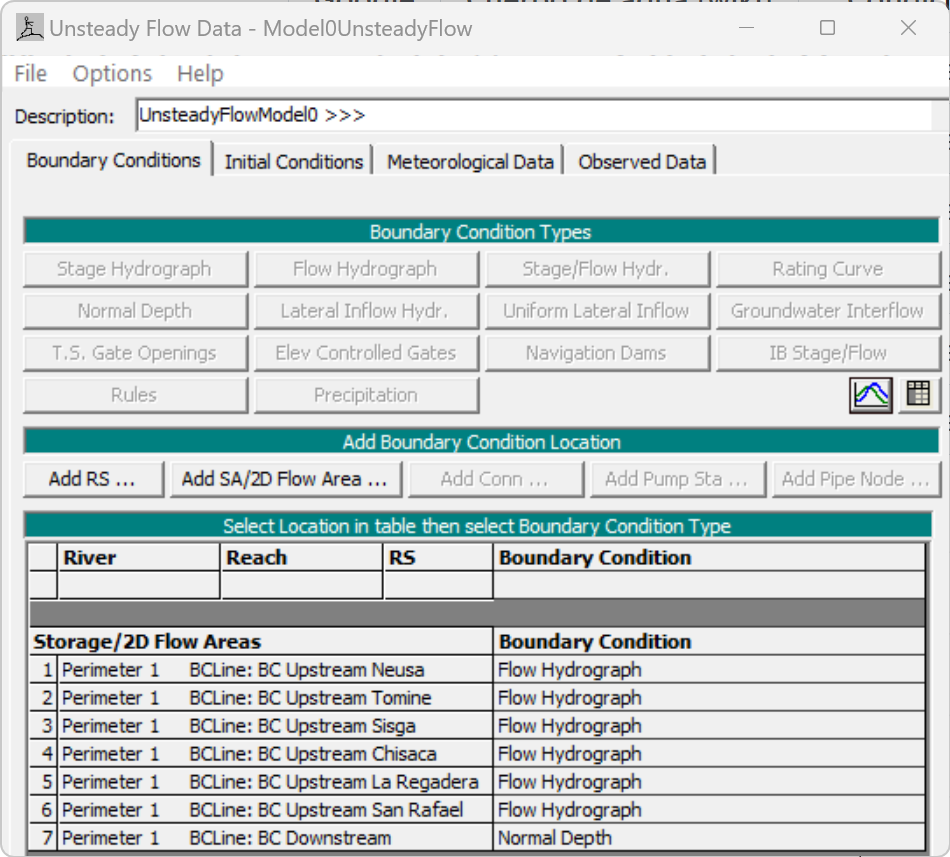 Unsteady Flow Data - Model0UnsteadyFlow
File Options Help
Description: UnsteadyFlowModel0 >>>
Boundary Conditions Initial Conditions Meteorological Data Observed Data
Boundary Condition Types
Stage Hydrograph Flow Hydrograph Stage/Flow Hydr. Rating Curve
Normal Depth Lateral Inflow Hydr. Uniform Lateral Inflow Groundwater Interflow
T.S. Gate Openings Elev Controlled Gates Navigation Dams IB Stage/Flow
Rules Precipitation
Add Boundary Condition Location
Add RS ... Add SA/2D Flow Area ... Add Conn ... Add Pump Sta ... Add Pipe Node ...
Select Location in table then select Boundary Condition Type
River Reach RS Boundary Condition
Storage/2D Flow Areas Boundary Condition
1 Perimeter 1 BCLine: BC Upstream Neusa Flow Hydrograph
2 Perimeter 1 BCLine: BC Upstream Tomine Flow Hydrograph
3 Perimeter 1 BCLine: BC Upstream Sisga Flow Hydrograph
4 Perimeter 1 BCLine: BC Upstream Chisaca Flow Hydrograph
5 Perimeter 1 BCLine: BC Upstream La Regadera Flow Hydrograph
6 Perimeter 1 BCLine: BC Upstream San Rafael Flow Hydrograph
7 Perimeter 1 BCLine: BC Downstream Normal Depth